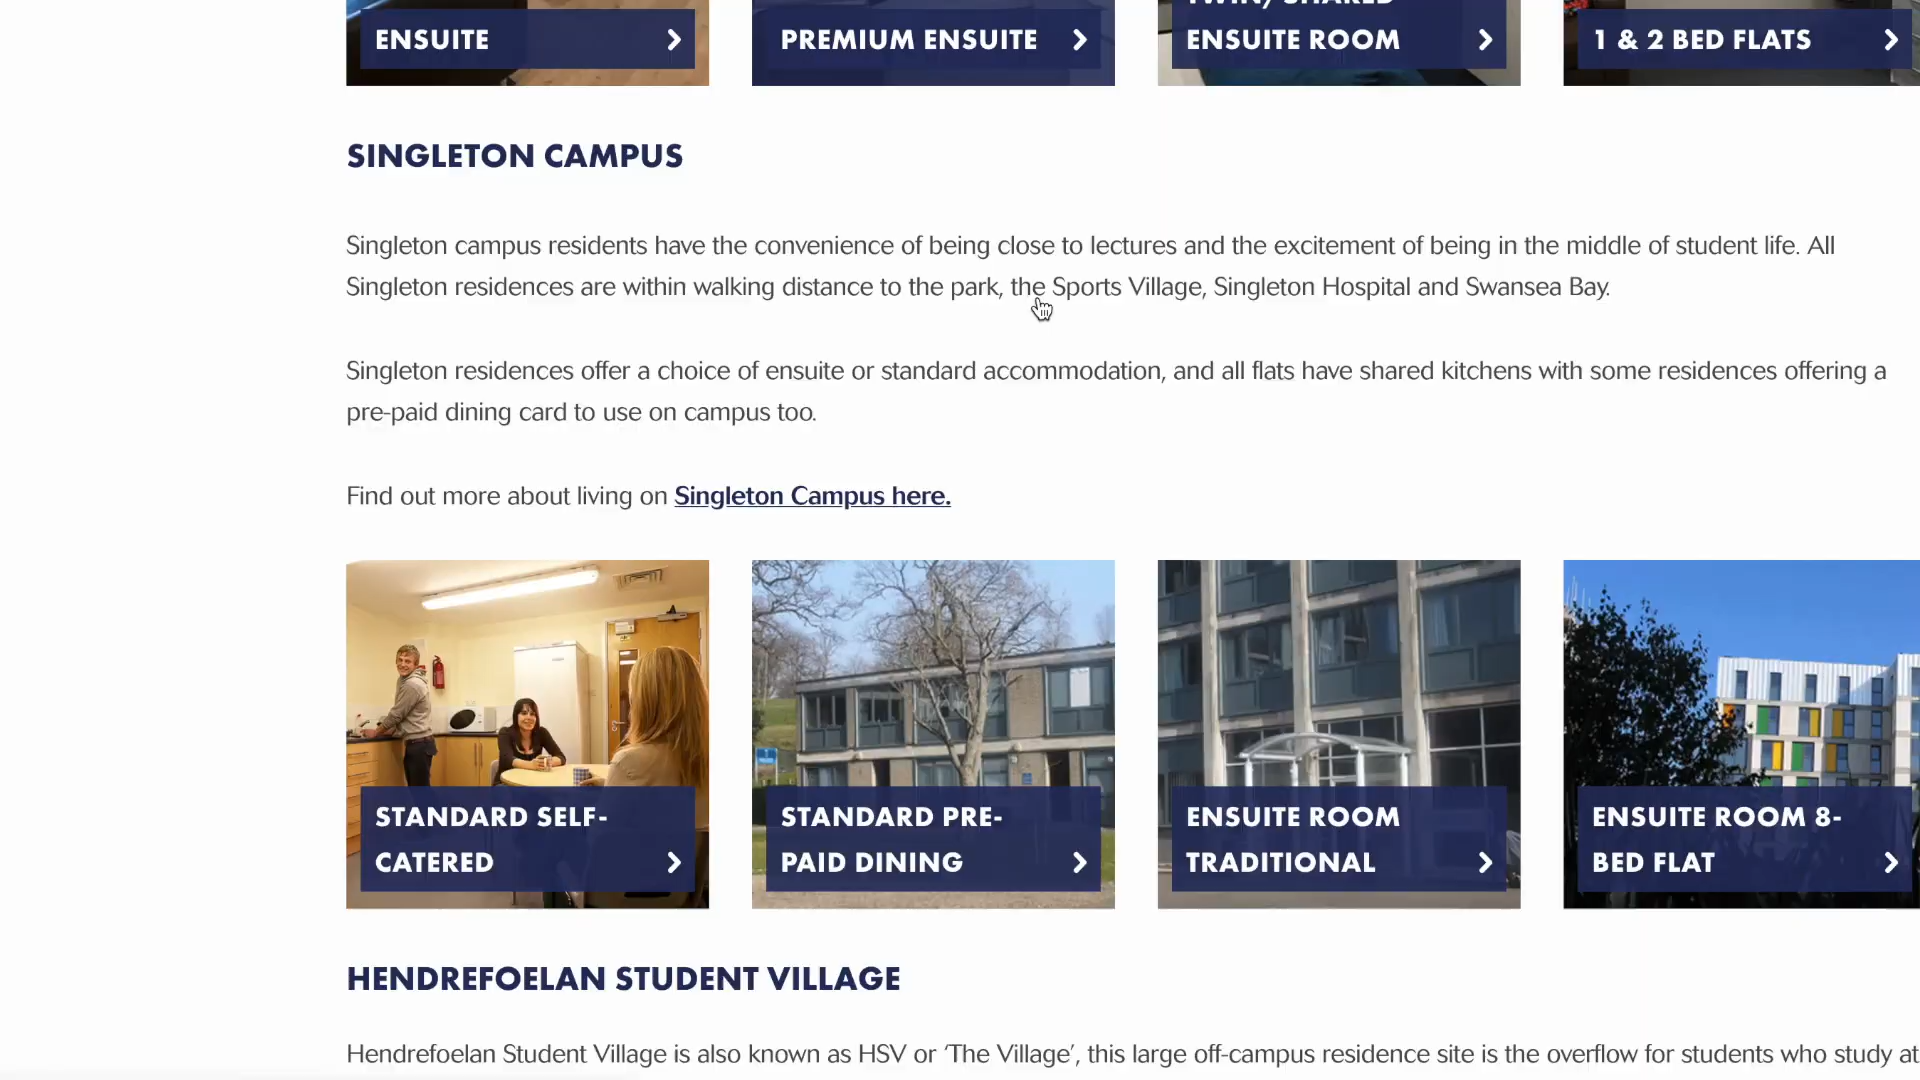 ENSUITE
PREMIUM ENSUITE
TWIN/ SHARED
ENSUITE ROOM
1 & 2 BED FLATS
SINGLETON CAMPUS
Singleton campus residents have the convenience of being close to lectures and the excitement of being in the middle of student life. All
Singleton residences are within walking distance to the park, the Sports Village, Singleton Hospital and Swansea Bay.
Singleton residences offer a choice of ensuite or standard accommodation, and all flats have shared kitchens with some residences offering a
pre-paid dining card to use on campus too.
Find out more about living on Singleton Campus here.
STANDARD SELF-
CATERED
STANDARD PRE-
PAID DINING
ENSUITE ROOM
TRADITIONAL
ENSUITE ROOM 8-
BED FLAT
HENDREFOELAN STUDENT VILLAGE
Hendrefoelan Student Village is also known as HSV or ‘The Village’, this large off-campus residence site is the overflow for students who study at